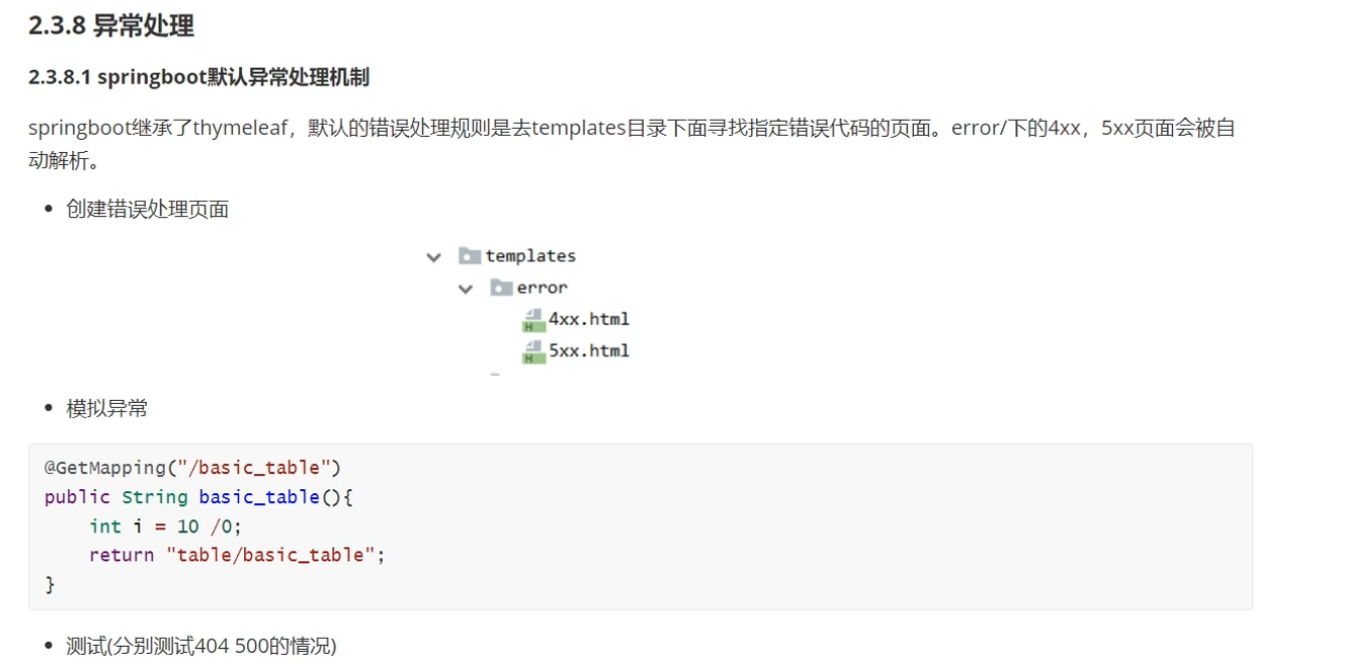 2.3.8 异常处理
2.3.8.1 springboot默认异常处理机制
springboot继承了thymeleaf，默认的错误处理规则是去templates目录下面寻找指定错误代码的页面。error/下的4xx，5xx页面会被自
动解析。
• 创建错误处理页面
templates
error
4xx.html
5xx.html
• 模拟异常
@GetMapping("/basic_table")
public String basic_table(){
    int i = 10 /0;
    return "table/basic_table";
}
• 测试(分别测试404 500的情况)